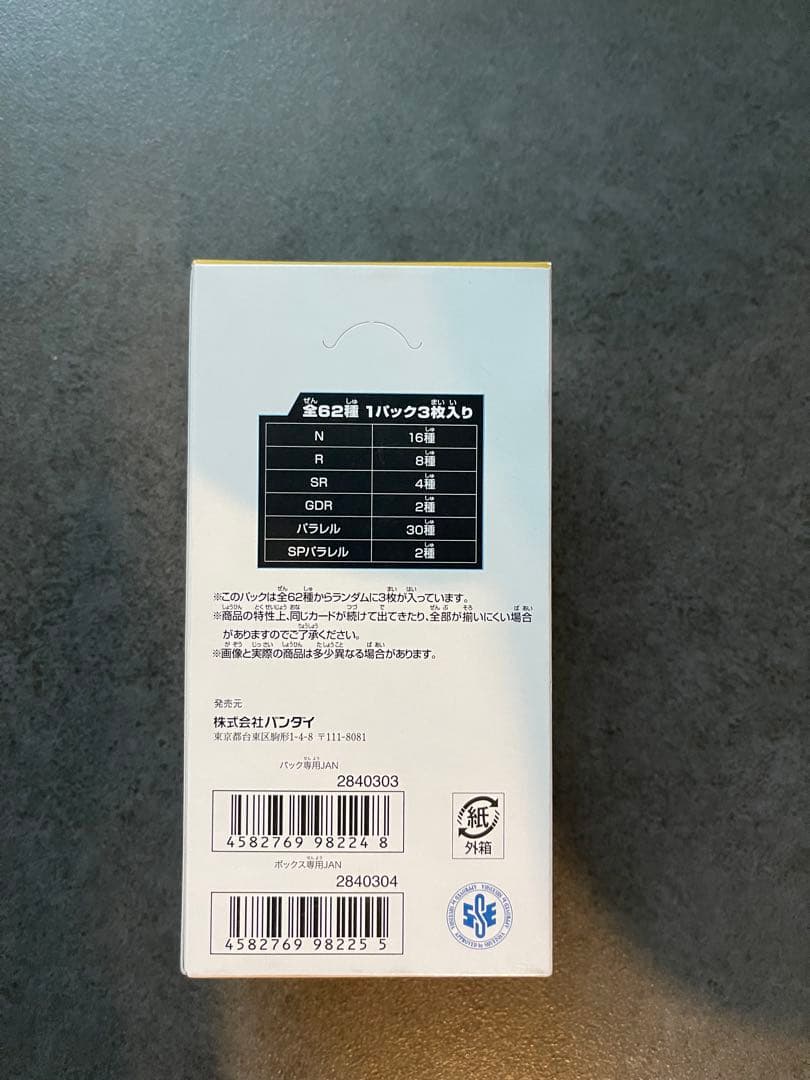 全62種 1パック3枚入り
N 16種
R 8種
SR 4種
GDR 2種
パラレル 30種
SPパラレル 2種
※このパックは全62種からランダムに3枚が入っています。
※商品の特性上、同じカードが続けて出てきたり、全部が揃いにくい場合
がありますのでご了承ください。
※画像と実際の商品は多少異なる場合があります。
発売元
株式会社バンダイ
東京都台東区駒形1-4-8 〒111-8081
パック専用JAN
2840303
4582769 98224 8
紙
外箱
ボックス専用JAN
2840304
4582769 98225 5